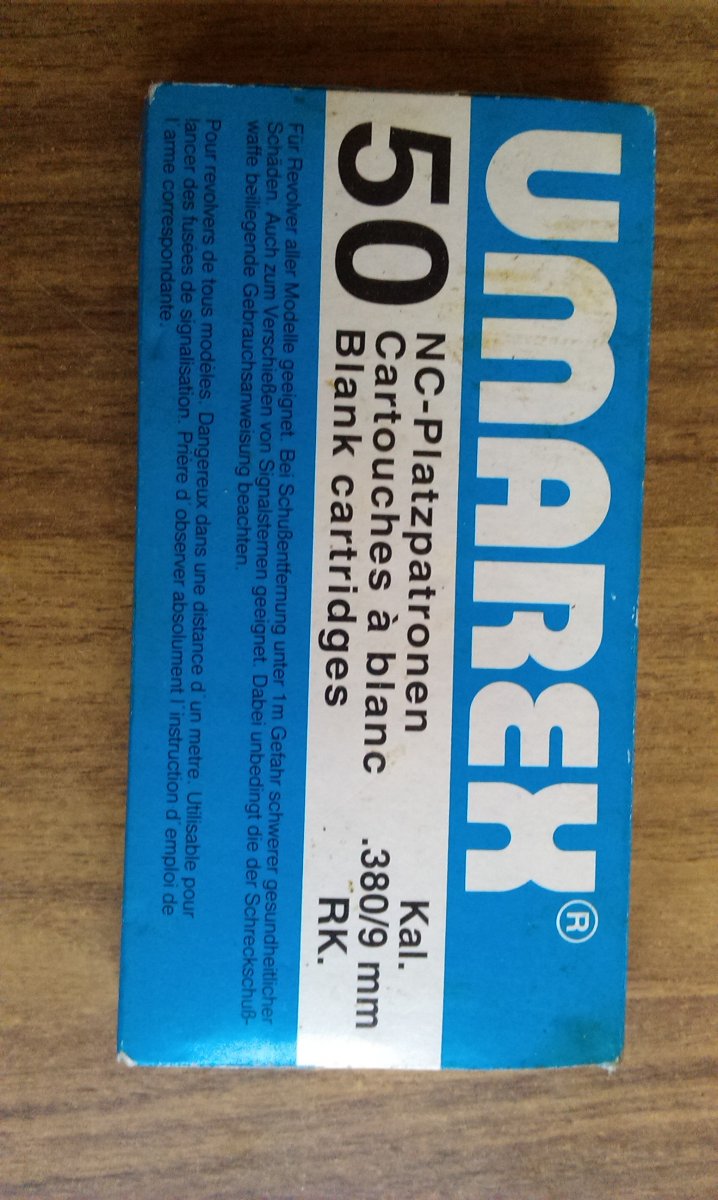 UMAREX®
50
NC-Platzpatronen
Cartouches à blanc
Blank cartridges
Kal.
.380/9 mm
RK.
Für Revolver aller Modelle geeignet. Bei Schußentfernung unter 1m Gefahr schwerer gesundheitlicher
Schäden. Auch zum Verschießen von Signalsternen geeignet. Dabei unbedingt die der Schreckschuß-
waffe beiliegende Gebrauchsanweisung beachten.
Pour revolvers de tous modèles. Dangereux dans une distance d'un metre. Utilisable pour
lancer des fusées de signalisation. Prière d'observer absolument l'instruction d'emploi de
l'arme correspondante.